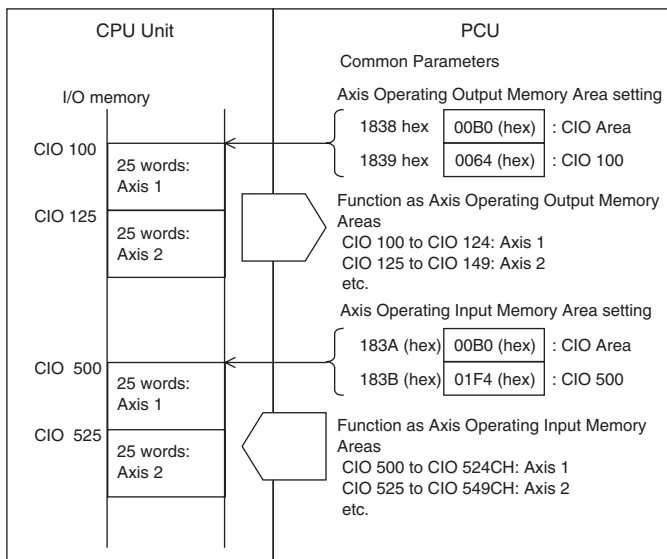 CPU Unit
PCU
Common Parameters
I/O memory
Axis Operating Output Memory Area setting
1838 hex 00B0 (hex) : CIO Area
CIO 100
1839 hex 0064 (hex) : CIO 100
25 words:
Axis 1
CIO 125
25 words:
Axis 2
Function as Axis Operating Output Memory
Areas
CIO 100 to CIO 124: Axis 1
CIO 125 to CIO 149: Axis 2
etc.
Axis Operating Input Memory Area setting
183A (hex) 00B0 (hex) : CIO Area
CIO 500
183B (hex) 01F4 (hex) : CIO 500
25 words:
Axis 1
CIO 525
25 words:
Axis 2
Function as Axis Operating Input Memory
Areas
CIO 500 to CIO 524CH: Axis 1
CIO 525 to CIO 549CH: Axis 2
etc.